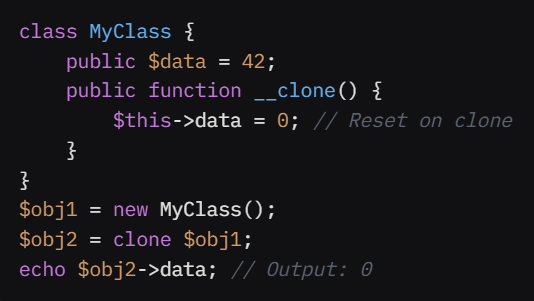 class MyClass {
    public $data = 42;
    public function __clone() {
        $this->data = 0; // Reset on clone
    }
}
$obj1 = new MyClass();
$obj2 = clone $obj1;
echo $obj2->data; // Output: 0